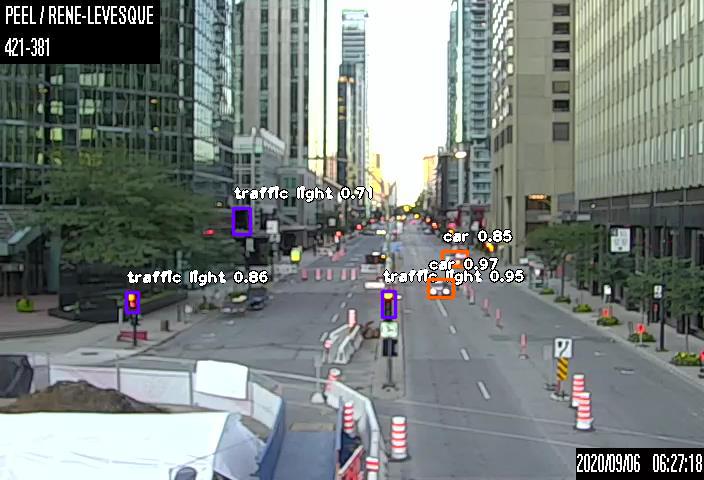 PEEL / RENE-LEVESQUE
421-381
traffic light 0.71
car 0.85
car 0.97
traffic light 0.86
traffic light 0.95
2020/09/06 06:27:18